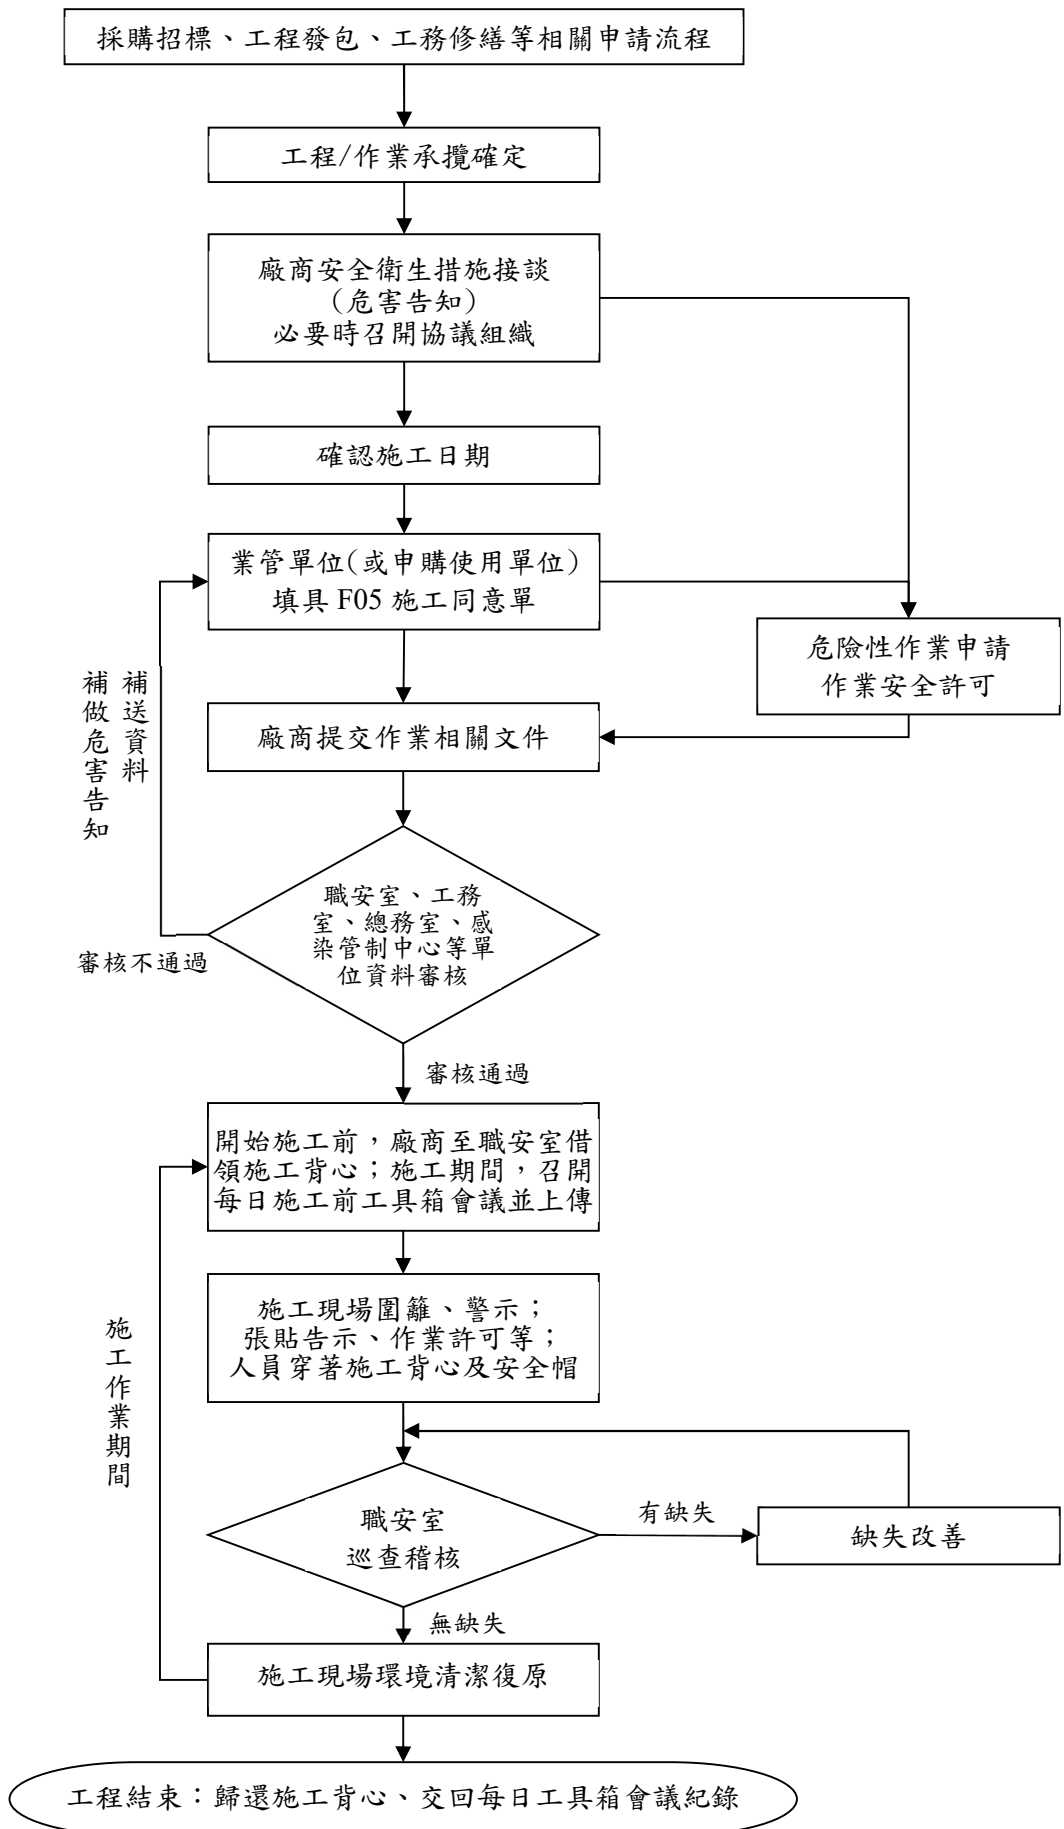 採購招標、工程發包、工務修繕等相關申請流程
工程/作業承攬確定
廠商安全衛生措施接談
(危害告知)
必要時召開協議組織
確認施工日期
業管單位(或申購使用單位)
填具 F05 施工同意單
危險性作業申請
作業安全許可
補送資料
補做危害告知
廠商提交作業相關文件
職安室、工務
室、總務室、感
染管制中心等單
位資料審核
審核不通過
審核通過
開始施工前，廠商至職安室借
領施工背心；施工期間，召開
每日施工前工具箱會議並上傳
施工現場圍籬、警示；
張貼告示、作業許可等；
人員穿著施工背心及安全帽
施工作業期間
職安室
巡查稽核
有缺失
缺失改善
無缺失
施工現場環境清潔復原
工程結束：歸還施工背心、交回每日工具箱會議紀錄